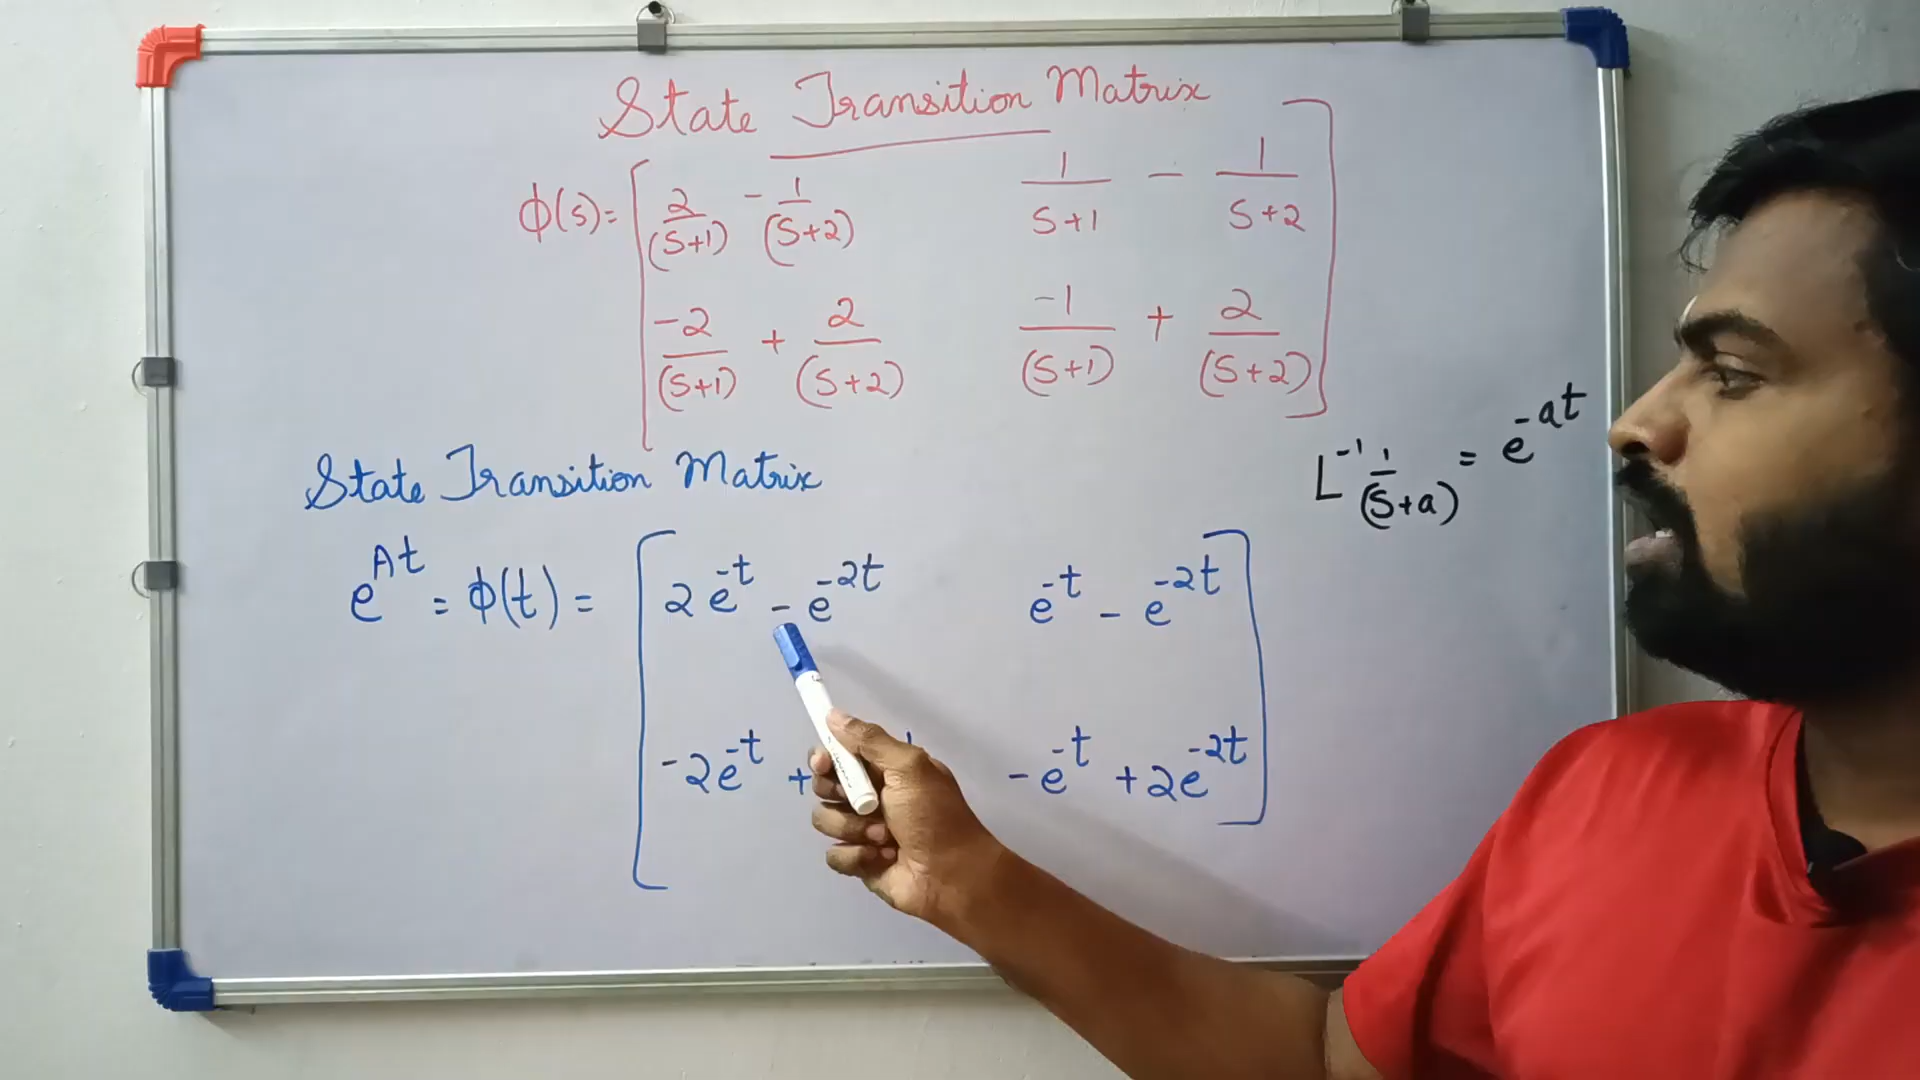 State Transition Matrix
ϕ(s)= [ 2/(S+1) - 1/(S+2)    1/S+1 - 1/S+2
-2/(S+1) + 2/(S+2)    -1/(S+1) + 2/(S+2) ]
L⁻¹ 1/(S+a) = e^-at
State Transition Matrix
e^At = ϕ(t) = [ 2e^-t - e^-2t    e^-t - e^-2t
-2e^-t +    -e^-t + 2e^-2t ]